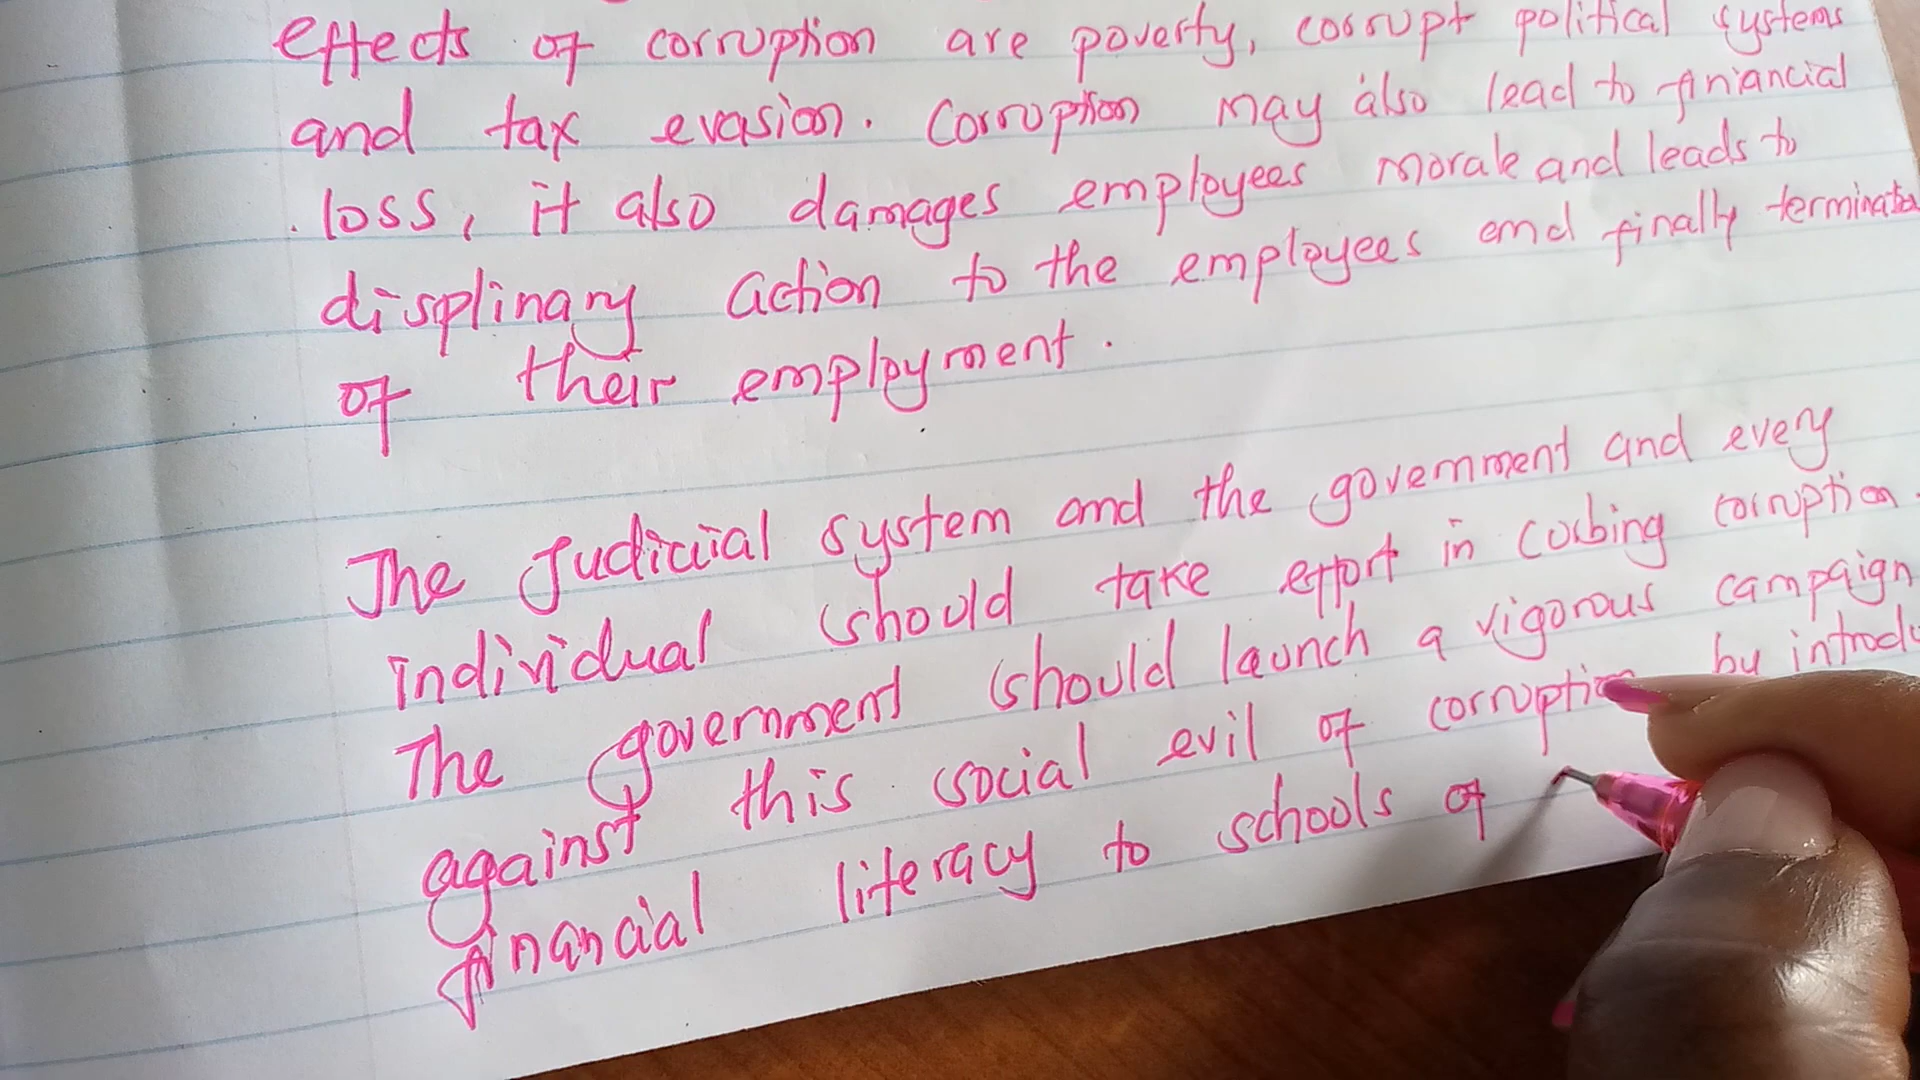 effects of corruption are poverty, corrupt political systems
and tax evasion. Corruption may also lead to finiancial
loss, it also damages employees morale and leads to
displinary action to the employees and finally terminatio
of their employment.
The Judicial system and the government and every
individual should take effort in curbing corruption.
The government should launch a vigorous campaign
against this social evil of corruption by introdu
financial literacy to schools of